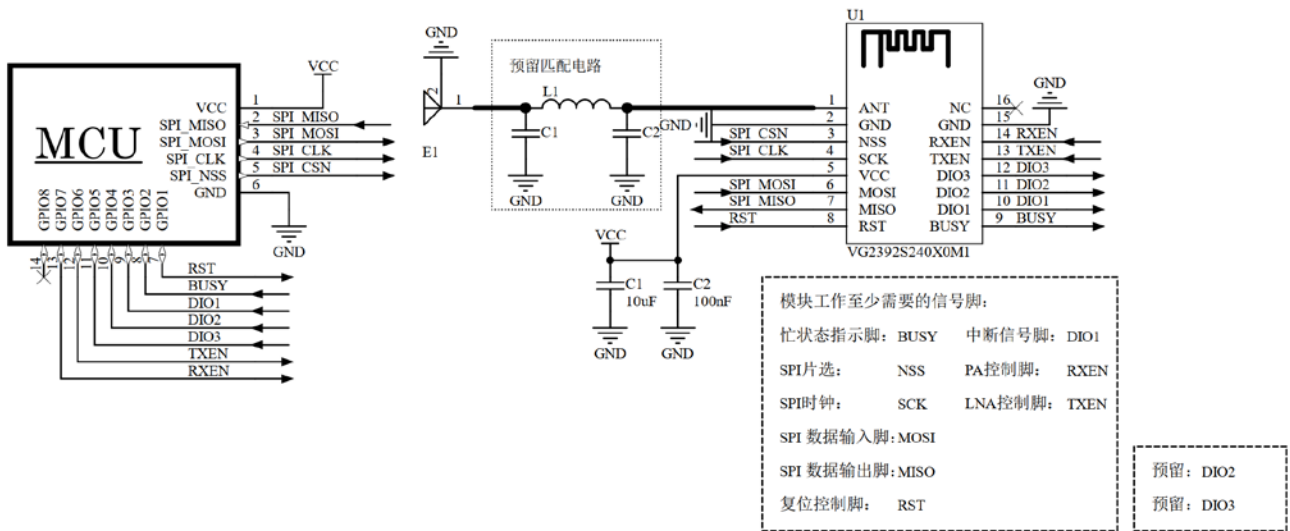 MCU
VCC
VCC 1
SPI_MISO 2 SPI_MISO
SPI_MOSI 3 SPI_MOSI
SPI_CLK 4 SPI_CLK
SPI_NSS 5 SPI_CSN
GND 6
GND
GPIO8 GPIO7 GPIO6 GPIO5 GPIO4 GPIO3 GPIO2 GPIO1
14 13 12 11 10 9 8 7
RST
BUSY
DIO1
DIO2
DIO3
TXEN
RXEN
GND
2
1
E1
预留匹配电路
L1
C1
C2
GND
GND
U1
GND
GND
1 ANT NC 16
2 GND GND 15
SPI_CSN 3 NSS RXEN 14 RXEN
SPI_CLK 4 SCK TXEN 13 TXEN
5 VCC DIO3 12 DIO3
SPI_MOSI 6 MOSI DIO2 11 DIO2
SPI_MISO 7 MISO DIO1 10 DIO1
RST 8 RST BUSY 9 BUSY
VG2392S240X0M1
VCC
C1
10uF
C2
100nF
GND
GND
模块工作至少需要的信号脚:
忙状态指示脚: BUSY 中断信号脚: DIO1
SPI片选: NSS PA控制脚: RXEN
SPI时钟: SCK LNA控制脚: TXEN
SPI 数据输入脚: MOSI
SPI 数据输出脚: MISO
复位控制脚: RST
预留: DIO2
预留: DIO3